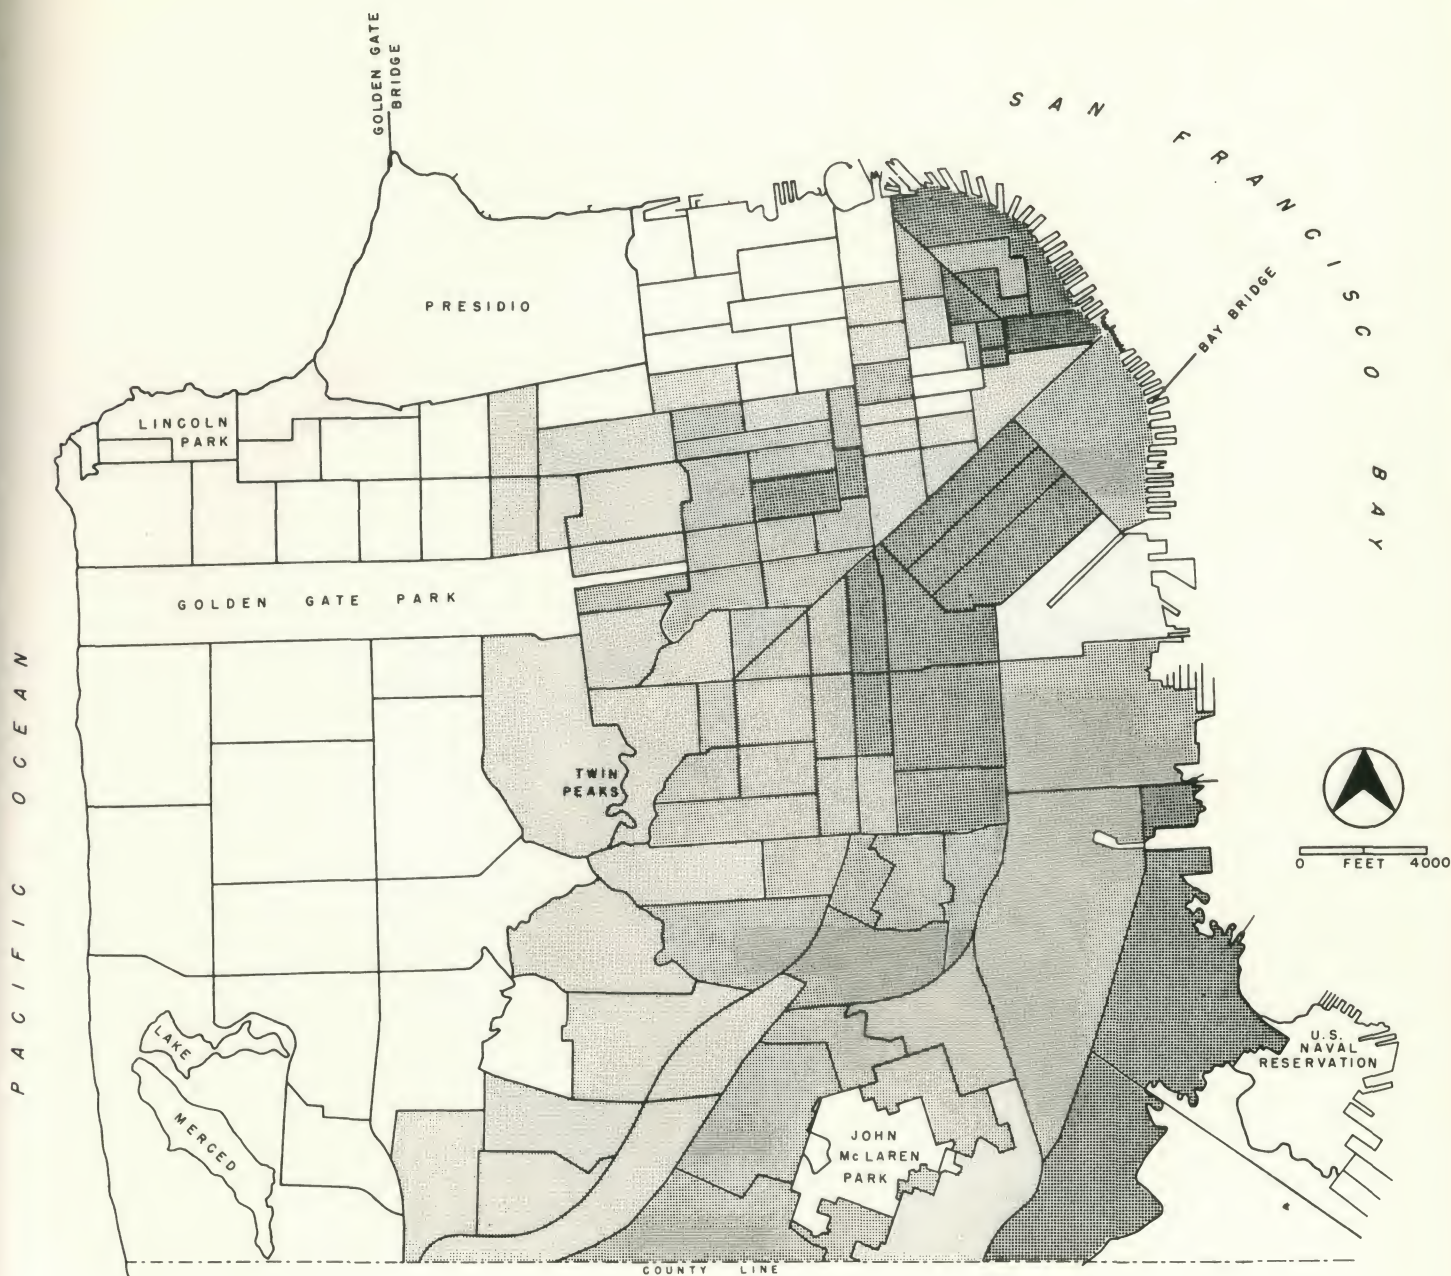 GOLDEN GATE
BRIDGE
SAN FRANCISCO BAY
BAY BRIDGE
PRESIDIO
LINCOLN
PARK
GOLDEN GATE PARK
PACIFIC OCEAN
TWIN
PEAKS
0 FEET 4000
LAKE
MERCED
U.S.
NAVAL
RESERVATION
JOHN
McLAREN
PARK
COUNTY LINE